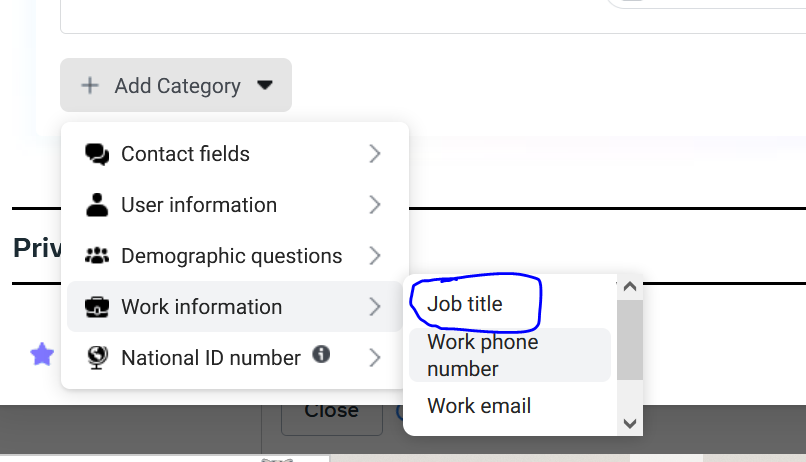 + Add Category
Contact fields
User information
Demographic questions
Priv
Work information
Job title
Work phone
number
National ID number
Work email
Close